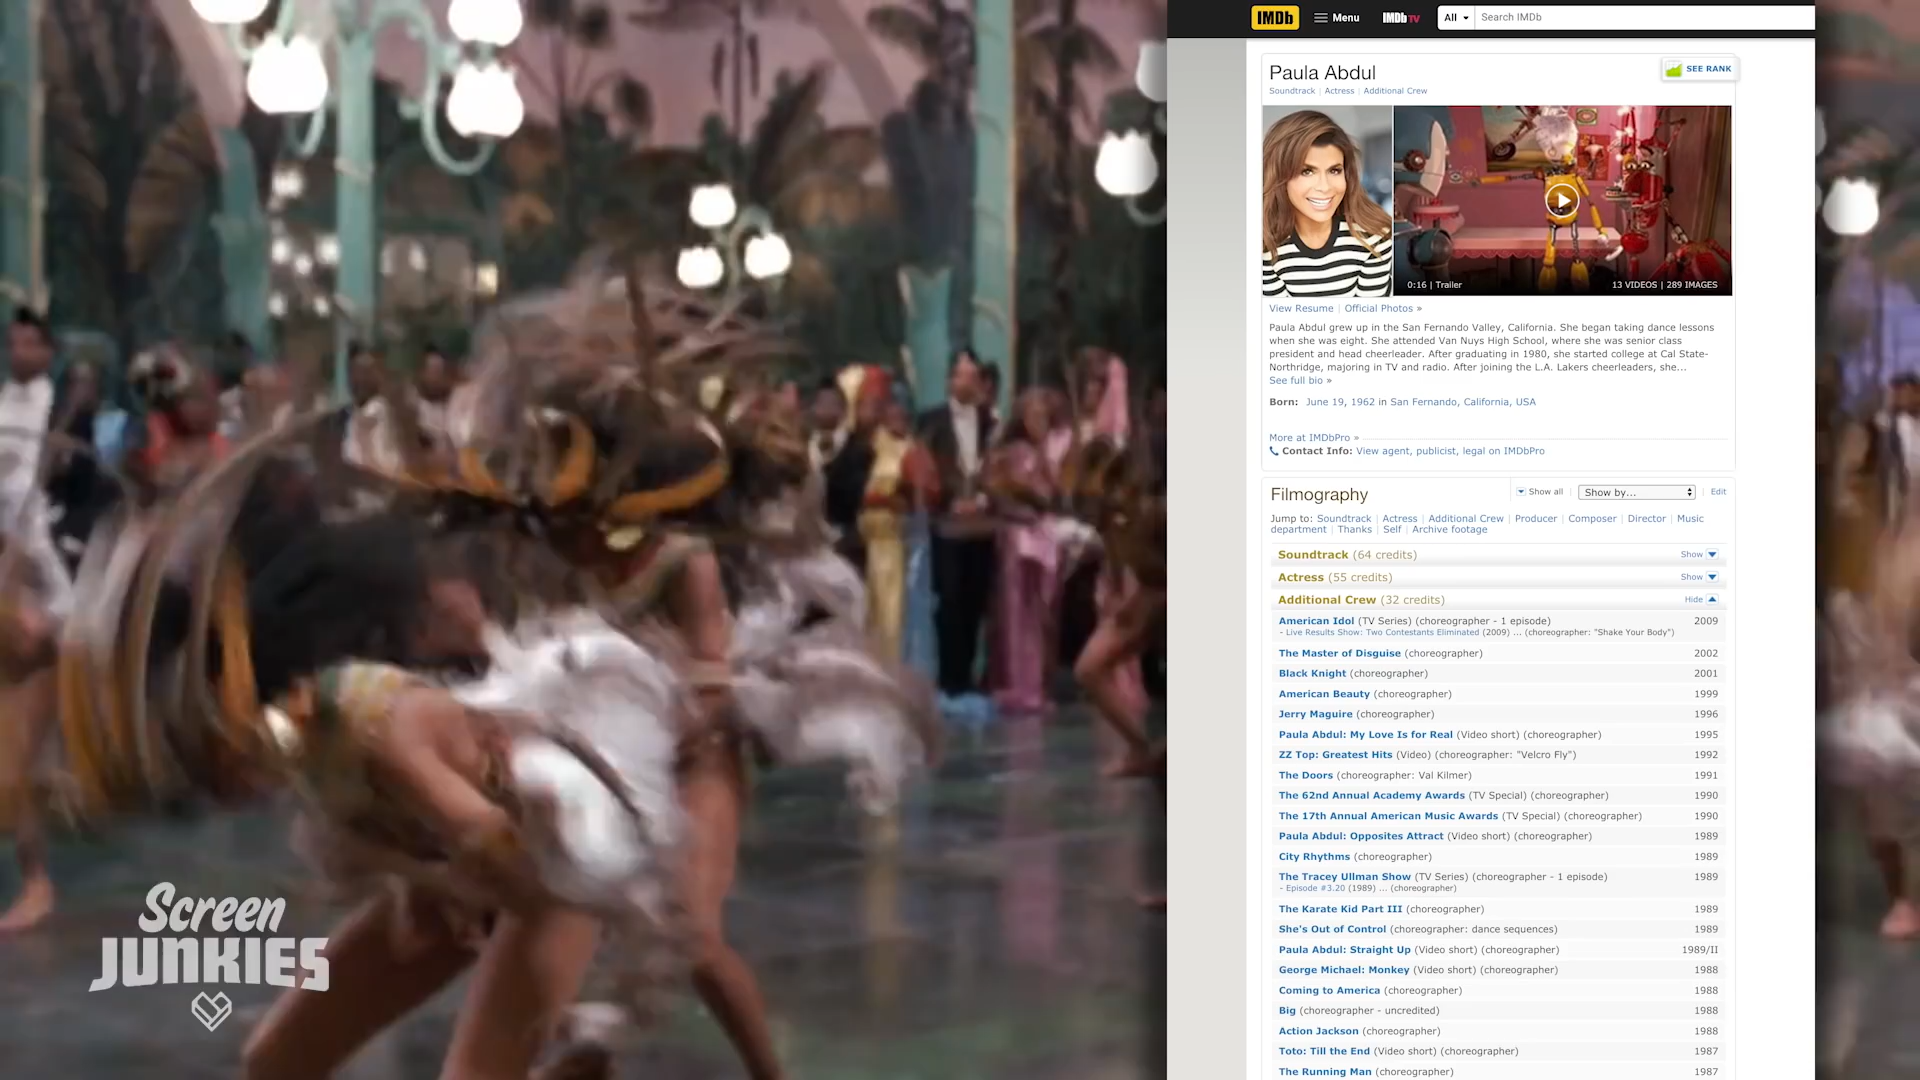 IMDb
Menu
IMDb TV
All
Search IMDb
Paula Abdul
SEE RANK
Soundtrack | Actress | Additional Crew
0:16 | Trailer
13 VIDEOS | 289 IMAGES
View Resume | Official Photos »
Paula Abdul grew up in the San Fernando Valley, California. She began taking dance lessons
when she was eight. She attended Van Nuys High School, where she was senior class
president and head cheerleader. After graduating in 1980, she started college at Cal State-
Northridge, majoring in TV and radio. After joining the L.A. Lakers cheerleaders, she...
See full bio »
Born: June 19, 1962 in San Fernando, California, USA
More at IMDbPro »
Contact Info: View agent, publicist, legal on IMDbPro
Filmography
Show all | Show by... | Edit
Jump to: Soundtrack | Actress | Additional Crew | Producer | Composer | Director | Music
department | Thanks | Self | Archive footage
Soundtrack (64 credits) Show
Actress (55 credits) Show
Additional Crew (32 credits) Hide
American Idol (TV Series) (choreographer - 1 episode) 2009
- Live Results Show: Two Contestants Eliminated (2009) ... (choreographer: "Shake Your Body")
The Master of Disguise (choreographer) 2002
Black Knight (choreographer) 2001
American Beauty (choreographer) 1999
Jerry Maguire (choreographer) 1996
Paula Abdul: My Love Is for Real (Video short) (choreographer) 1995
ZZ Top: Greatest Hits (Video) (choreographer: "Velcro Fly") 1992
The Doors (choreographer: Val Kilmer) 1991
The 62nd Annual Academy Awards (TV Special) (choreographer) 1990
The 17th Annual American Music Awards (TV Special) (choreographer) 1990
Paula Abdul: Opposites Attract (Video short) (choreographer) 1989
City Rhythms (choreographer) 1989
The Tracey Ullman Show (TV Series) (choreographer - 1 episode) 1989
- Episode #3.20 (1989) ... (choreographer)
The Karate Kid Part III (choreographer) 1989
She's Out of Control (choreographer: dance sequences) 1989
Paula Abdul: Straight Up (Video short) (choreographer) 1989/II
George Michael: Monkey (Video short) (choreographer) 1988
Coming to America (choreographer) 1988
Big (choreographer - uncredited) 1988
Action Jackson (choreographer) 1988
Toto: Till the End (Video short) (choreographer) 1987
The Running Man (choreographer) 1987
Screen
JUNKIES